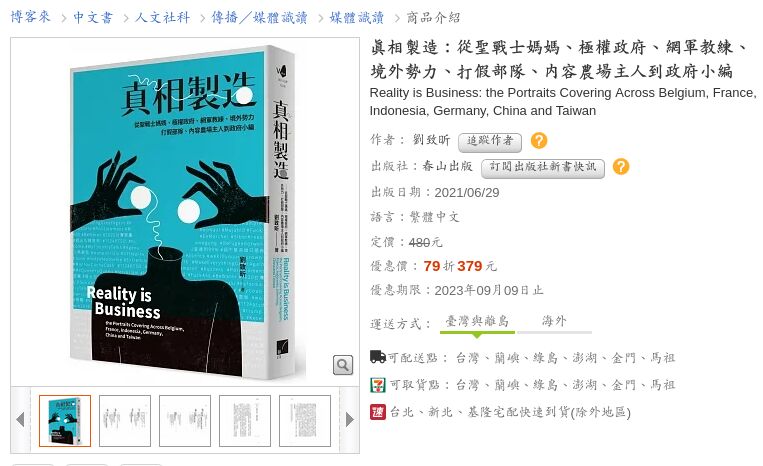 博客來 > 中文書 > 人文社科 > 傳播／媒體識讀 > 媒體識讀 > 商品介紹
真相製造
從聖戰士媽媽、極權政府、網軍教練、境外勢力
打假部隊、內容農場主人到政府小編
真相製造
劉致昕
劉致昕
Reality is
Business
the Portraits Covering Across Belgium,
France, Indonesia, Germany,
China and Taiwan
Reality is
Business
真相製造：從聖戰士媽媽、極權政府、網軍教練、
境外勢力、打假部隊、內容農場主人到政府小編
Reality is Business: the Portraits Covering Across Belgium, France,
Indonesia, Germany, China and Taiwan
作者： 劉致昕 追蹤作者 ?
出版社：春山出版 訂閱出版社新書快訊 ?
出版日期：2021/06/29
語言：繁體中文
定價：480元
優惠價： 79折379元
優惠期限：2023年09月09日止
運送方式： 臺灣與離島 海外
可配送點： 台灣、蘭嶼、綠島、澎湖、金門、馬祖
可取貨點： 台灣、蘭嶼、綠島、澎湖、金門、馬祖
速 台北、新北、基隆宅配快速到貨(除外地區)